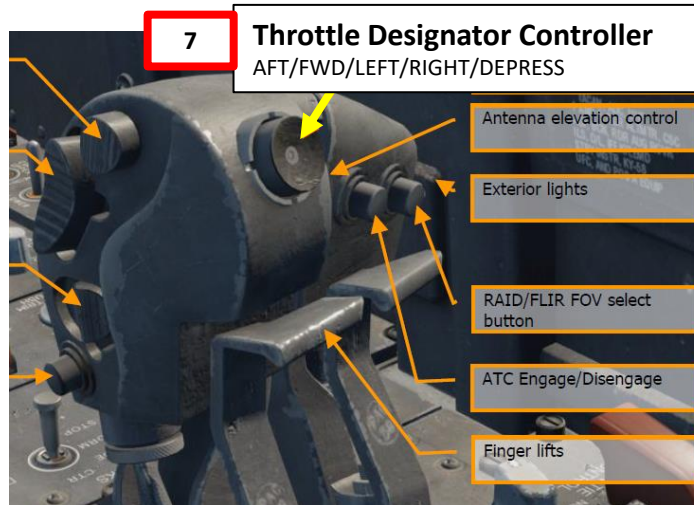 7
Throttle Designator Controller
AFT/FWD/LEFT/RIGHT/DEPRESS
Antenna elevation control
Exterior lights
RAID/FLIR FOV select
button
ATC Engage/Disengage
Finger lifts